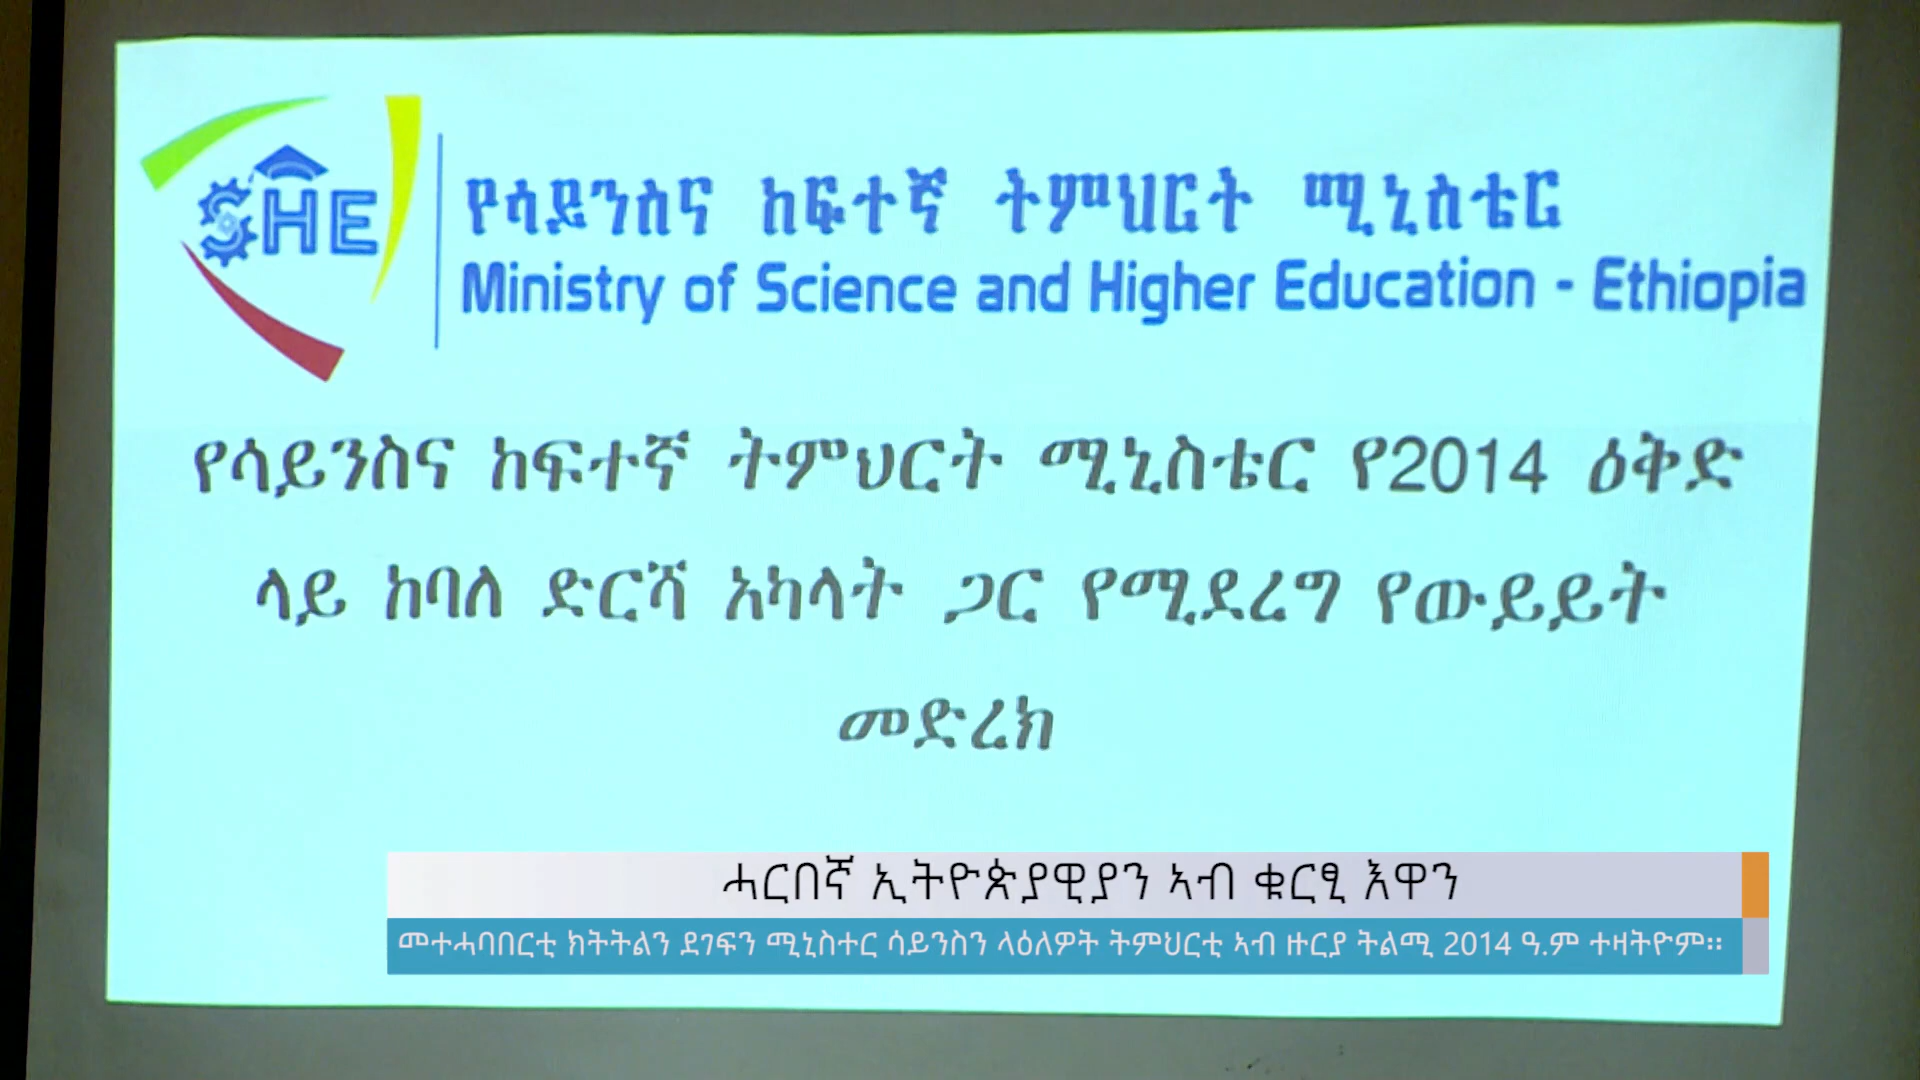 SHE
የሳይንስና ከፍተኛ ትምህርት ሚኒስቴር
Ministry of Science and Higher Education - Ethiopia
የሳይንስና ከፍተኛ ትምህርት ሚኒስቴር የ2014 ዕቅድ
ላይ ከባለ ድርሻ አካላት ጋር የሚደረግ የውይይት
መድረክ
ሓርበኛ ኢትዮጵያዊያን ኣብ ቁርፂ እዋን
መተሓባበርቲ ክትትልን ደገፍን ሚኒስተር ሳይንስን ላዕለዎት ትምህርቲ ኣብ ዙርያ ትልሚ 2014 ዓ.ም ተዛትዮም፡፡